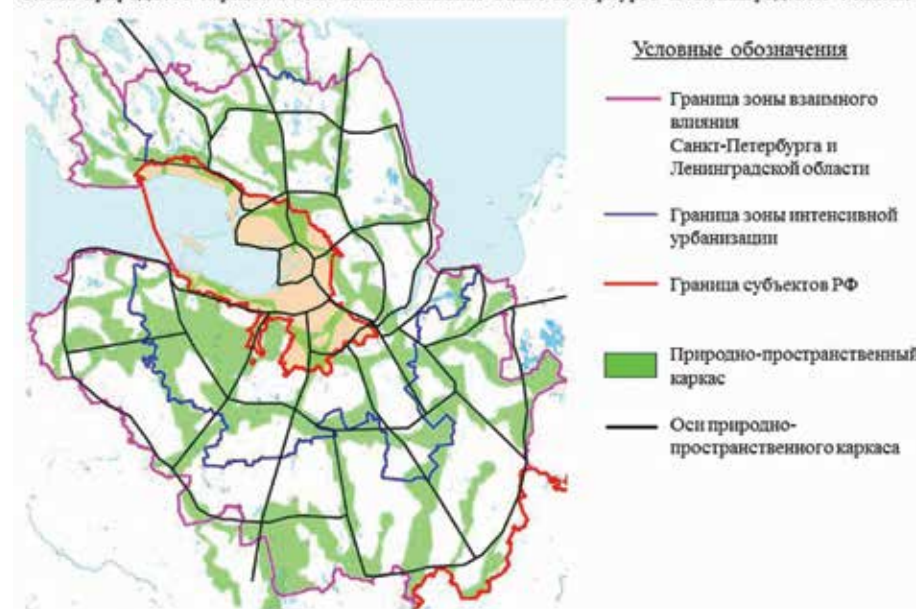 Условные обозначения
Граница зоны взаимного
влияния
Санкт-Петербурга и
Ленинградской области
Граница зоны интенсивной
урбанизации
Граница субъектов РФ
Природно-пространственный
каркас
Оси природно-
пространственного каркаса